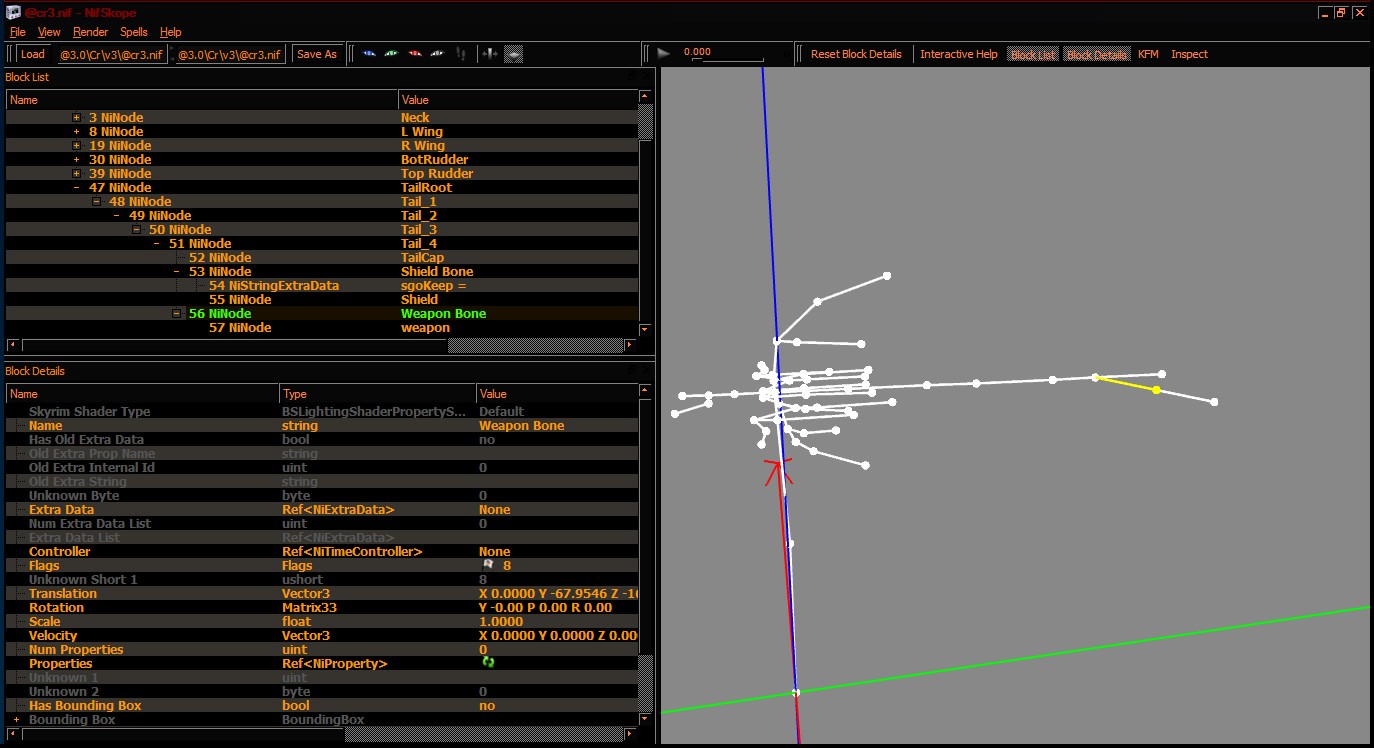 @cr3.nif - NifSkope
File View Render Spells Help
Load @3.0\Cr\v3\@cr3.nif @3.0\Cr\v3\@cr3.nif Save As 0.000 Reset Block Details Interactive Help Block List Block Details KFM Inspect
Block List
Name Value
3 NiNode Neck
8 NiNode L Wing
19 NiNode R Wing
30 NiNode BotRudder
39 NiNode Top Rudder
47 NiNode TailRoot
48 NiNode Tail_1
49 NiNode Tail_2
50 NiNode Tail_3
51 NiNode Tail_4
52 NiNode TailCap
53 NiNode Shield Bone
54 NiStringExtraData sgoKeep =
55 NiNode Shield
56 NiNode Weapon Bone
57 NiNode weapon
Block Details
Name Type Value
Skyrim Shader Type BSLightingShaderPropertyS... Default
Name string Weapon Bone
Has Old Extra Data bool no
Old Extra Prop Name string
Old Extra Internal Id uint 0
Old Extra String string
Unknown Byte byte 0
Extra Data Ref<NiExtraData> None
Num Extra Data List uint 0
Extra Data List Ref<NiExtraData>
Controller Ref<NiTimeController> None
Flags Flags 8
Unknown Short 1 ushort 8
Translation Vector3 X 0.0000 Y -67.9546 Z -1
Rotation Matrix33 Y -0.00 P 0.00 R 0.00
Scale float 1.0000
Velocity Vector3 X 0.0000 Y 0.0000 Z 0.00
Num Properties uint 0
Properties Ref<NiProperty>
Unknown 1 uint
Unknown 2 byte 0
Has Bounding Box bool no
Bounding Box BoundingBox